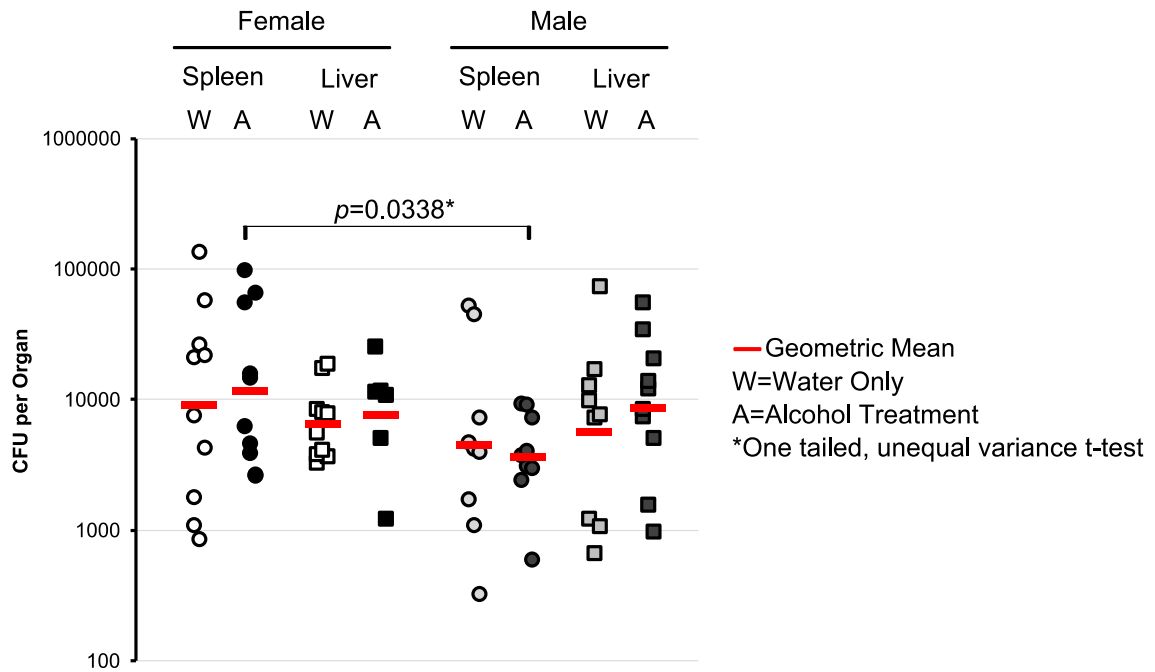 Female Male
Spleen Liver Spleen Liver
W A W A W A W A
1000000
p=0.0338*
100000
10000
1000
100
CFU per Organ
Geometric Mean
W=Water Only
A=Alcohol Treatment
*One tailed, unequal variance t-test